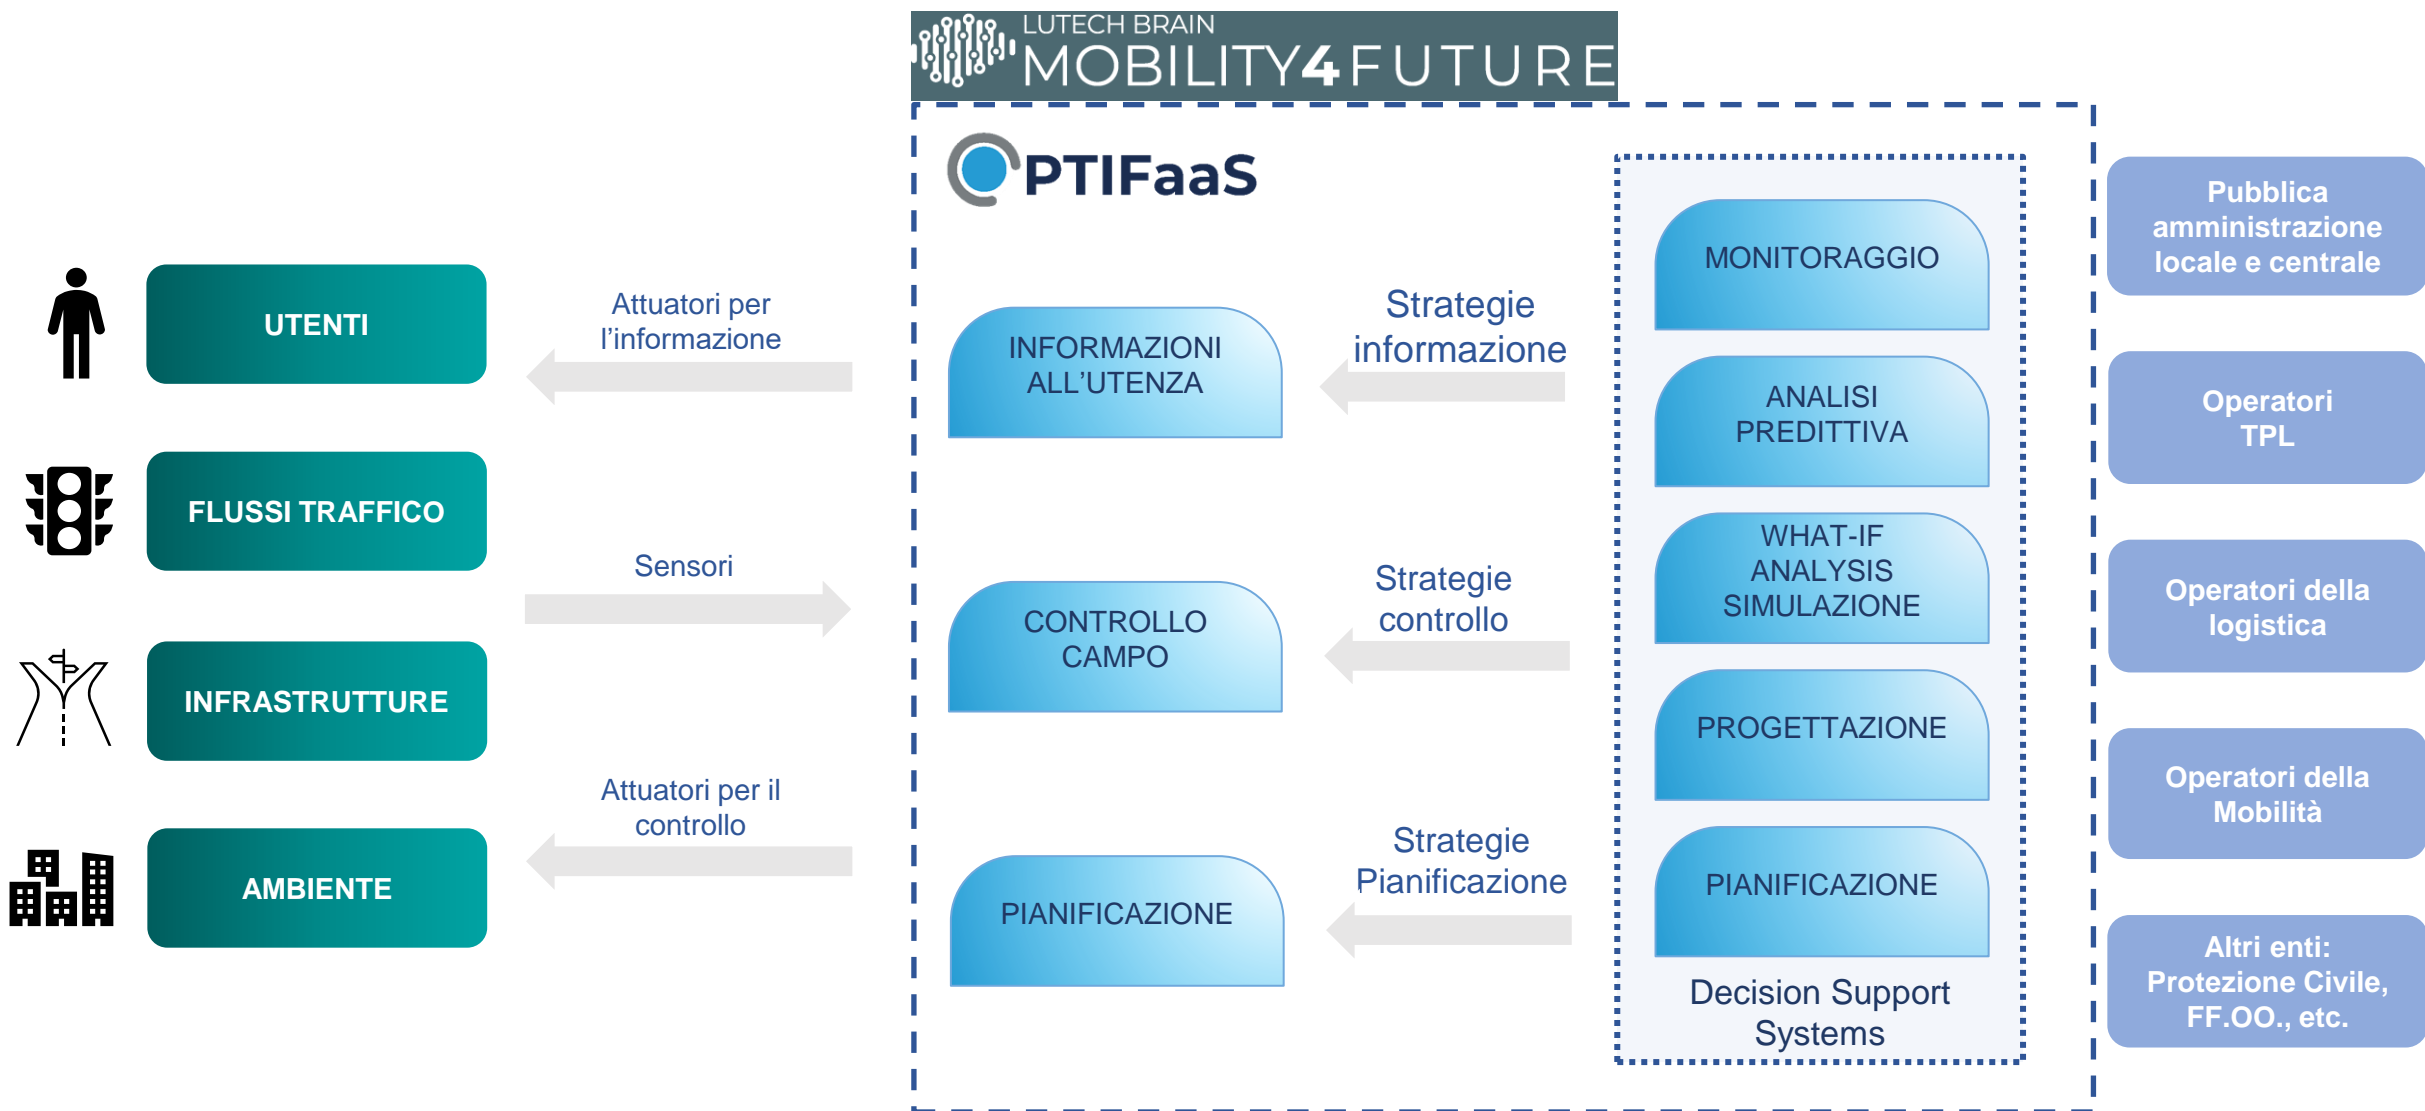 LUTECH BRAIN
MOBILITY4FUTURE
PTIFaaS
UTENTI
FLUSSI TRAFFICO
INFRASTRUTTURE
AMBIENTE
Attuatori per
l’informazione
Sensori
Attuatori per il
controllo
INFORMAZIONI
ALL’UTENZA
CONTROLLO
CAMPO
PIANIFICAZIONE
Strategie
informazione
Strategie
controllo
Strategie
Pianificazione
MONITORAGGIO
ANALISI
PREDITTIVA
WHAT-IF
ANALYSIS
SIMULAZIONE
PROGETTAZIONE
PIANIFICAZIONE
Decision Support
Systems
Pubblica
amministrazione
locale e centrale
Operatori
TPL
Operatori della
logistica
Operatori della
Mobilità
Altri enti:
Protezione Civile,
FF.OO., etc.